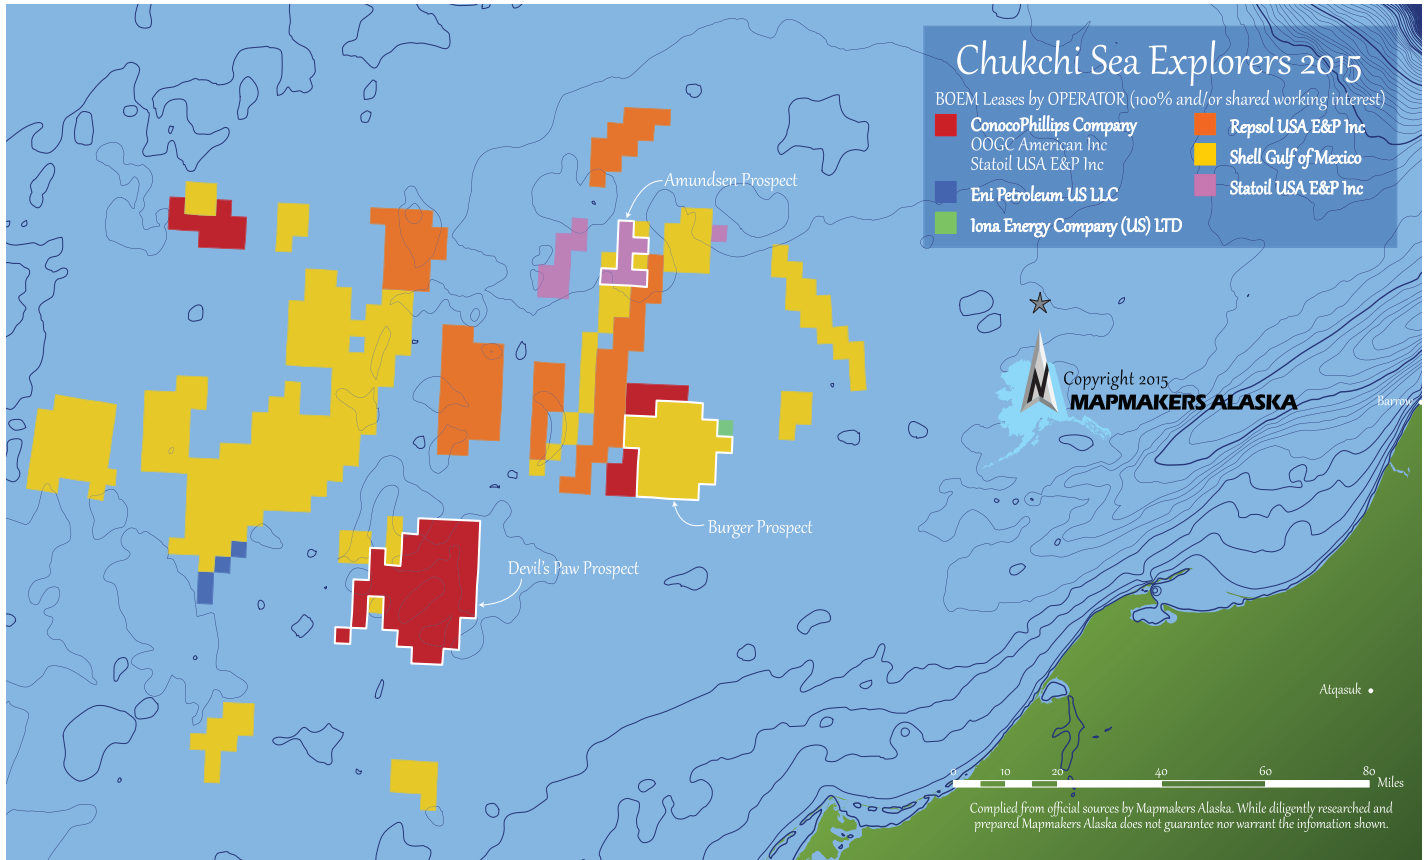 Chukchi Sea Explorers 2015
BOEM Leases by OPERATOR (100% and/or shared working interest)
ConocoPhillips Company
OOGC American Inc
Statoil USA E&P Inc
Eni Petroleum US LLC
Iona Energy Company (US) LTD
Repsol USA E&P Inc
Shell Gulf of Mexico
Statoil USA E&P Inc
Amundsen Prospect
N
Copyright 2015
MAPMAKERS ALASKA
Barrow
Burger Prospect
Devil's Paw Prospect
Atqasuk
0 10 20 40 60 80
Miles
Complied from official sources by Mapmakers Alaska. While diligently researched and
prepared Mapmakers Alaska does not guarantee nor warrant the infomation shown.